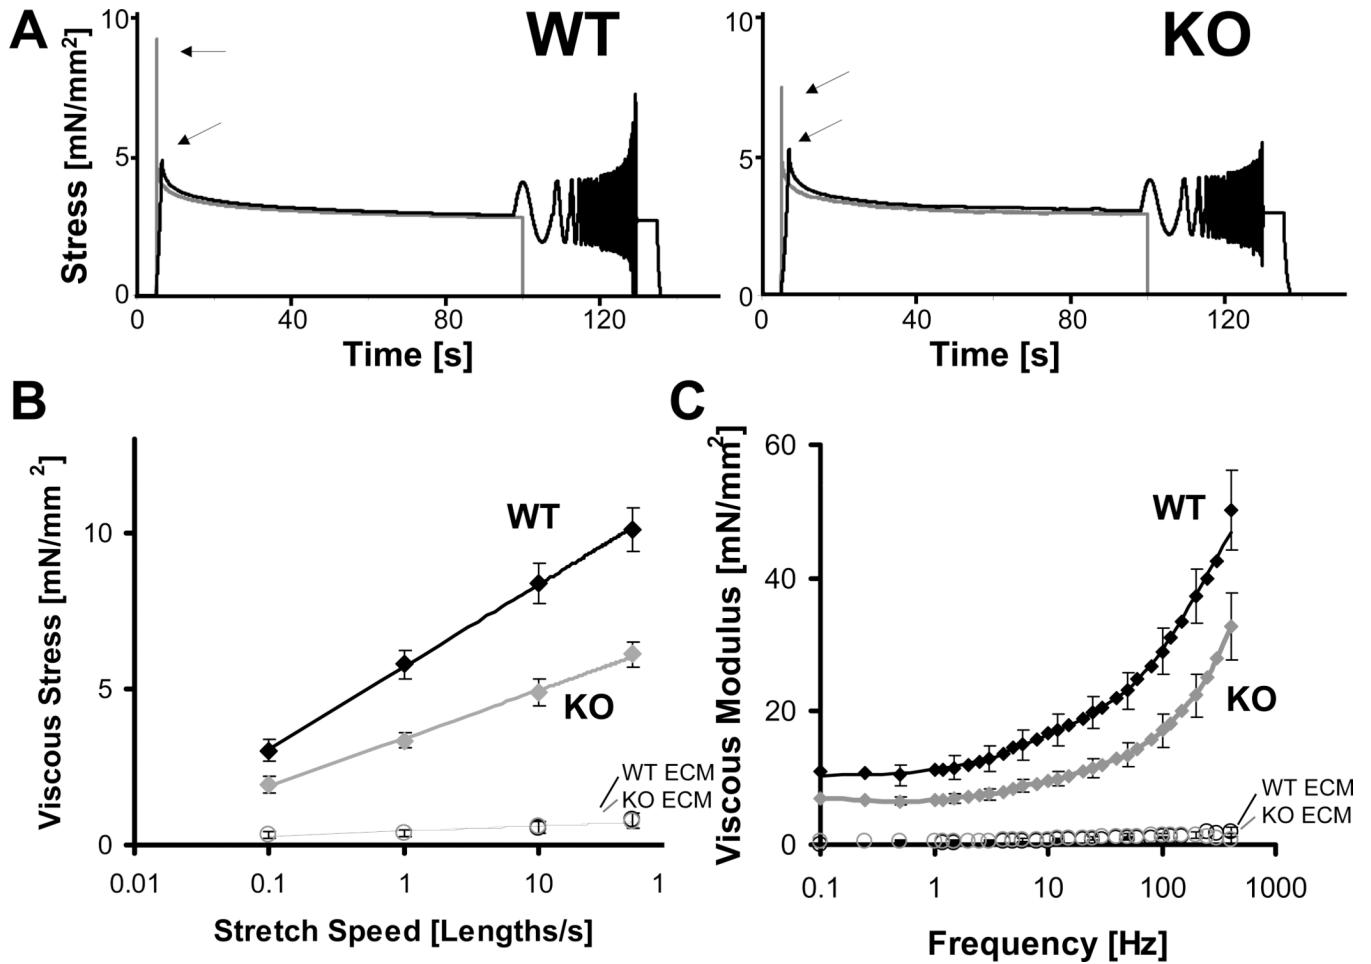 A
WT
KO
Stress [mN/mm2]
10
5
0
0 40 80 120
Time [s]
10
5
0
0 40 80 120
Time [s]
B
Viscous Stress [mN/mm 2]
10
5
0
WT
KO
WT ECM
KO ECM
0.01 0.1 1 10 1
Stretch Speed [Lengths/s]
C
Viscous Modulus [mN/mm2]
60
40
20
0
WT
KO
WT ECM
KO ECM
0.1 1 10 100 1000
Frequency [Hz]